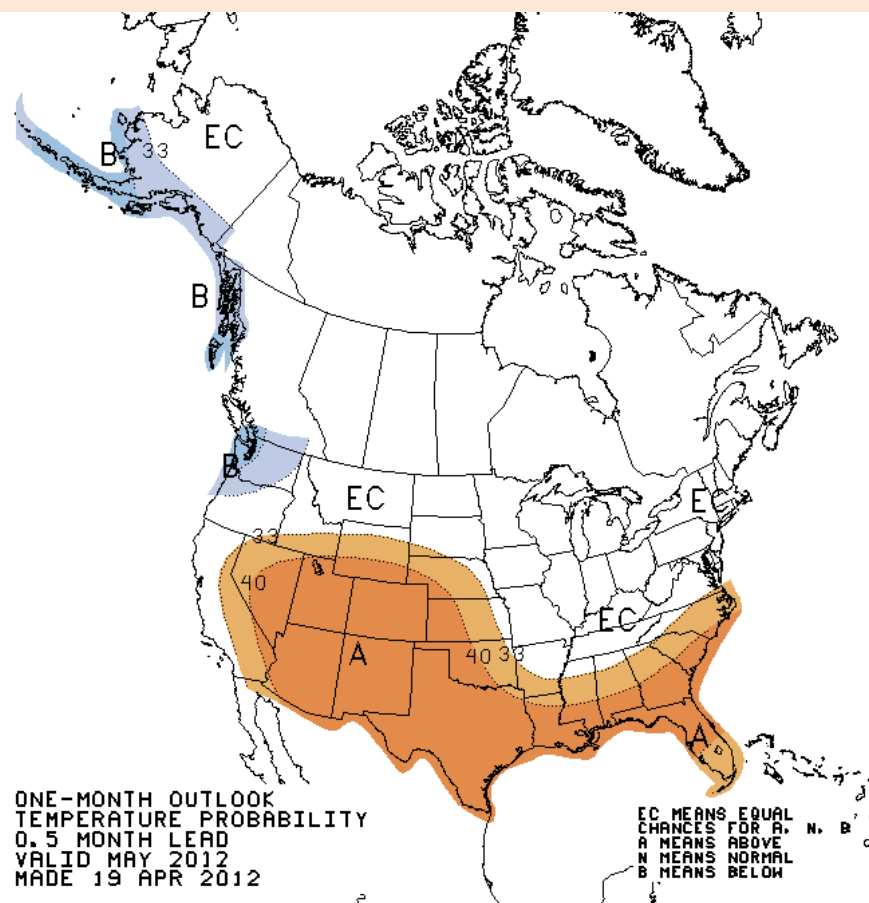 EC
B
33
B
B
EC
EC
33
40
EC
A
40 33
A
ONE-MONTH OUTLOOK
TEMPERATURE PROBABILITY
0.5 MONTH LEAD
VALID MAY 2012
MADE 19 APR 2012
EC MEANS EQUAL
CHANCES FOR A, N, B
A MEANS ABOVE
N MEANS NORMAL
B MEANS BELOW